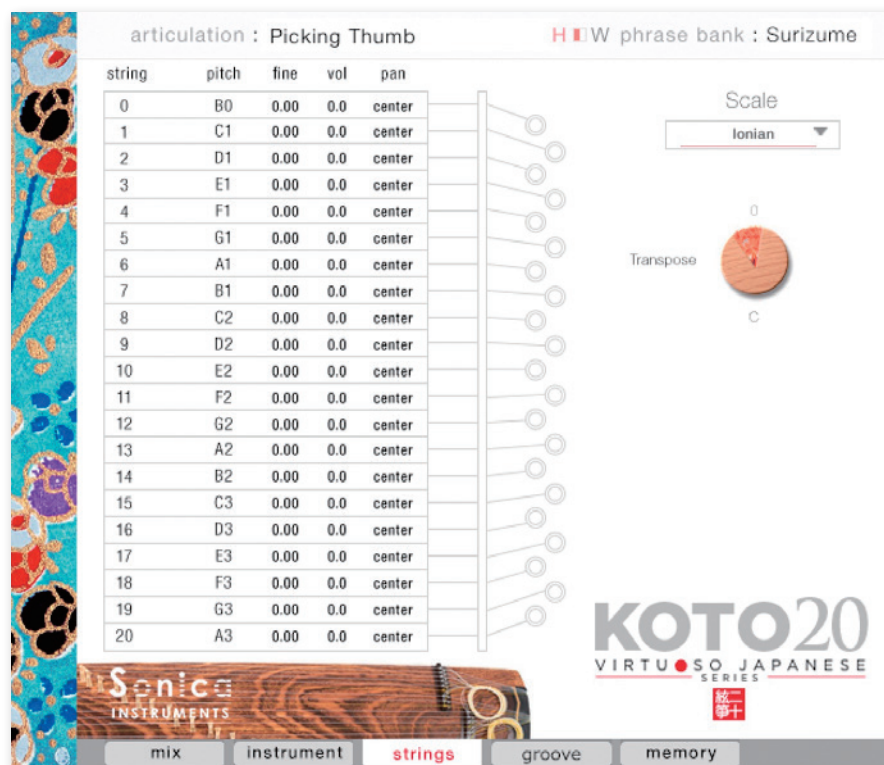 articulation : Picking Thumb
H W phrase bank : Surizume
string pitch fine vol pan
0 B0 0.00 0.0 center
1 C1 0.00 0.0 center
2 D1 0.00 0.0 center
3 E1 0.00 0.0 center
4 F1 0.00 0.0 center
5 G1 0.00 0.0 center
6 A1 0.00 0.0 center
7 B1 0.00 0.0 center
8 C2 0.00 0.0 center
9 D2 0.00 0.0 center
10 E2 0.00 0.0 center
11 F2 0.00 0.0 center
12 G2 0.00 0.0 center
13 A2 0.00 0.0 center
14 B2 0.00 0.0 center
15 C3 0.00 0.0 center
16 D3 0.00 0.0 center
17 E3 0.00 0.0 center
18 F3 0.00 0.0 center
19 G3 0.00 0.0 center
20 A3 0.00 0.0 center
Scale
Ionian
0
Transpose
C
KOTO20
VIRTUOSO JAPANESE
SERIES
二十
絃箏
Sonica
INSTRUMENTS
mix instrument strings groove memory